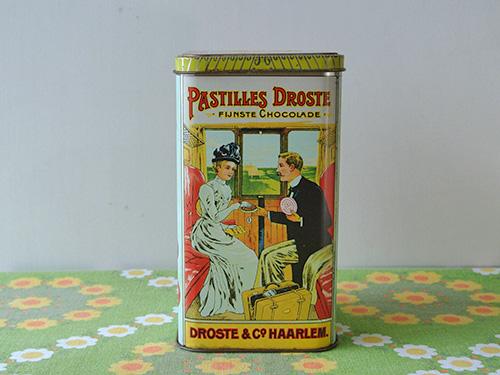 PASTILLES DROSTE
FIJNSTE CHOCOLADE
DROSTE & Co HAARLEM.